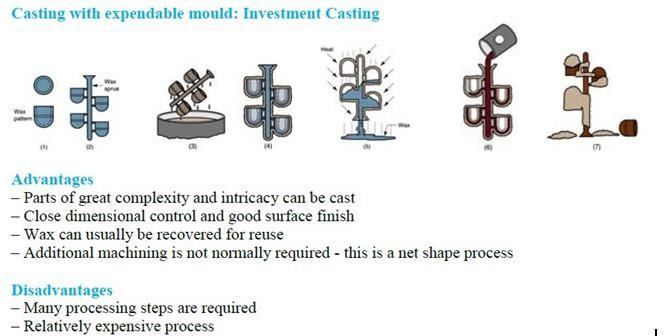 Casting with expendable mould: Investment Casting
Heat
Wax
sprue
Wax
pattern
Wax
(1)
(2)
(3)
(4)
(5)
(6)
(7)
Advantages
– Parts of great complexity and intricacy can be cast
– Close dimensional control and good surface finish
– Wax can usually be recovered for reuse
– Additional machining is not normally required - this is a net shape process
Disadvantages
– Many processing steps are required
– Relatively expensive process